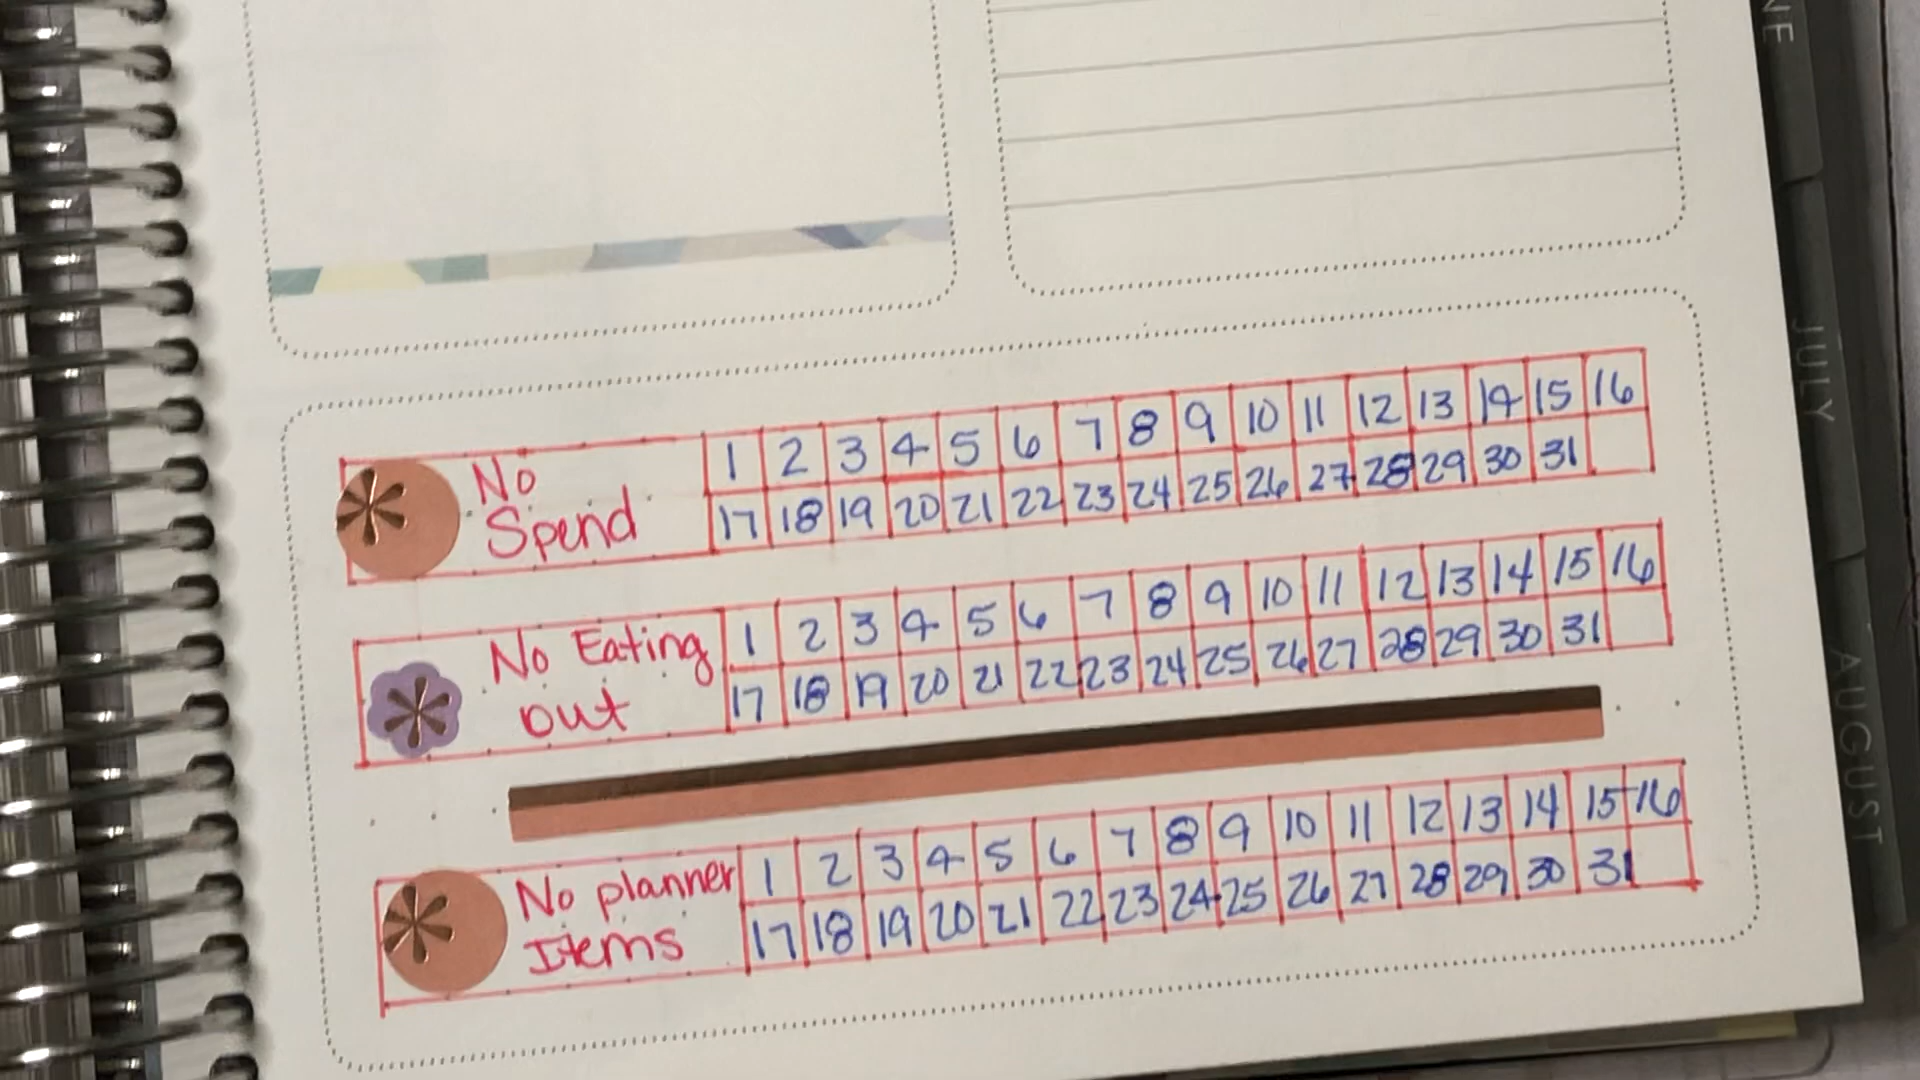 No
Spend
1 2 3 4 5 6 7 8 9 10 11 12 13 14 15 16
17 18 19 20 21 22 23 24 25 26 27 28 29 30 31
No Eating
out
1 2 3 4 5 6 7 8 9 10 11 12 13 14 15 16
17 18 19 20 21 22 23 24 25 26 27 28 29 30 31
No planner
Items
1 2 3 4 5 6 7 8 9 10 11 12 13 14 15 16
17 18 19 20 21 22 23 24 25 26 27 28 29 30 31
NE
JULY
AUGUST